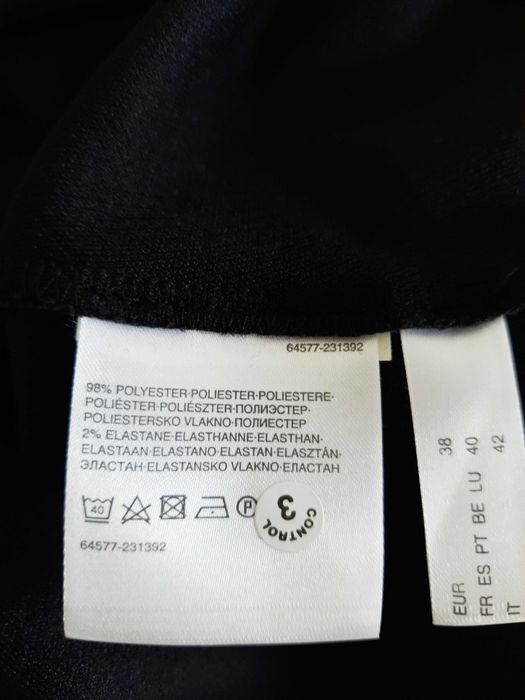 64577-231392
98% POLYESTER·POLIESTER·POLIESTERE·
POLIÉSTER·POLIÉSZTER·ПОЛИЭСТЕР·
POLIESTERSKO VLAKNO·ПОЛИЕСТЕР
2% ELASTANE·ELASTHANNE·ELASTHAN·
ELASTAAN·ELASTANO·ELASTAN·ELASZTÁN·
ЭЛАСТАН·ELASTANSKO VLAKNO·ЕЛАСТАН
40
P
3
CONTROL
64577-231392
EUR 38
FR ES PT BE LU 40
IT 42